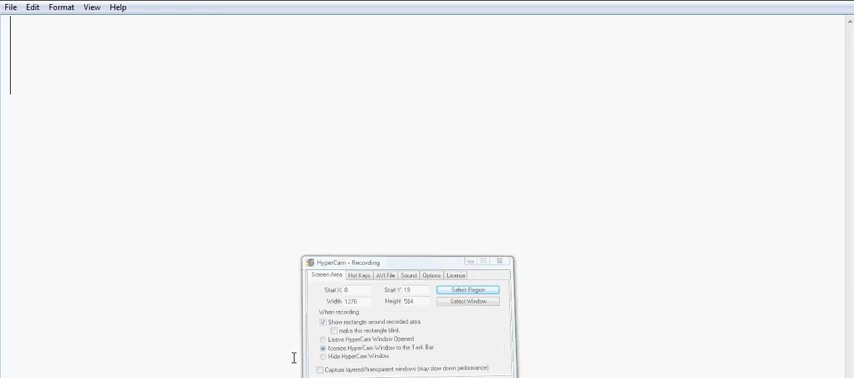 File Edit Format View Help
HyperCam - Recording
Screen Area Hot Keys AVI File Sound Options License
Start X: 0 Start Y: 19 Select Region
Width: 1276 Height: 564 Select Window
When recording:
Show rectangle around recorded area
make this rectangle blink
Leave HyperCam Window Opened
Iconize HyperCam Window to the Task Bar
Hide HyperCam Window
Capture layered/transparent windows (may slow down performance)